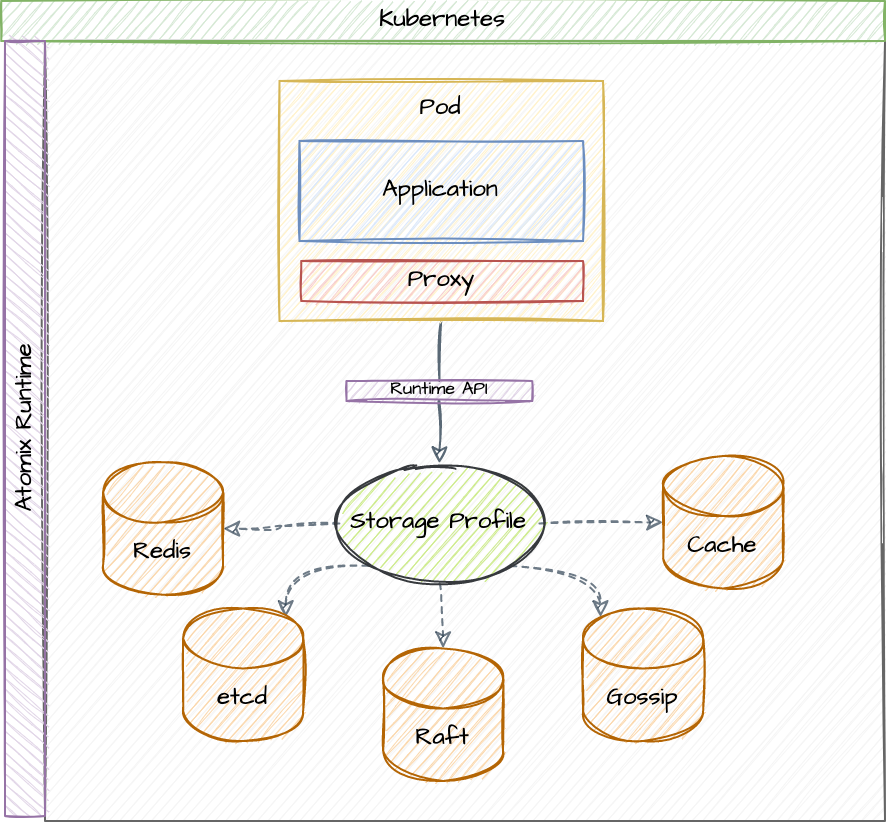 Kubernetes
Pod
Application
Proxy
Atomix Runtime
Runtime API
Storage Profile
Redis
Cache
etcd
Gossip
Raft